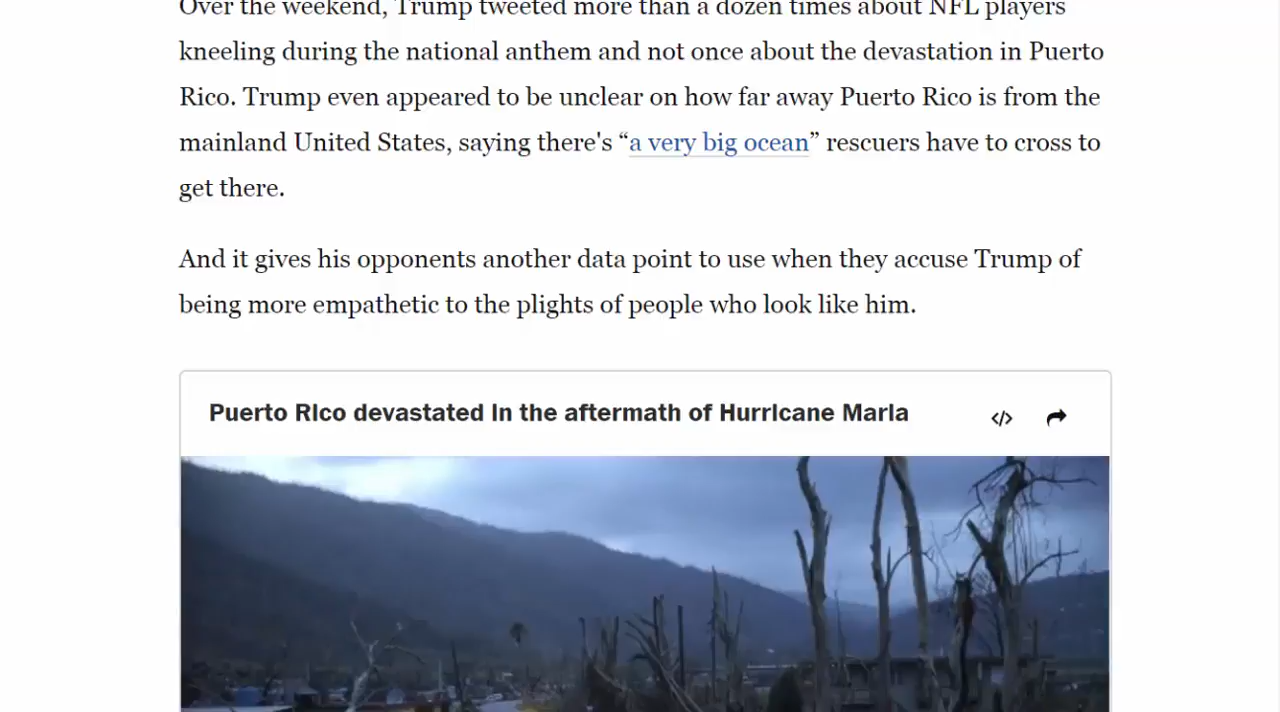 Over the weekend, Trump tweeted more than a dozen times about NFL players
kneeling during the national anthem and not once about the devastation in Puerto
Rico. Trump even appeared to be unclear on how far away Puerto Rico is from the
mainland United States, saying there's “a very big ocean” rescuers have to cross to
get there.
And it gives his opponents another data point to use when they accuse Trump of
being more empathetic to the plights of people who look like him.
Puerto Rico devastated in the aftermath of Hurricane Maria